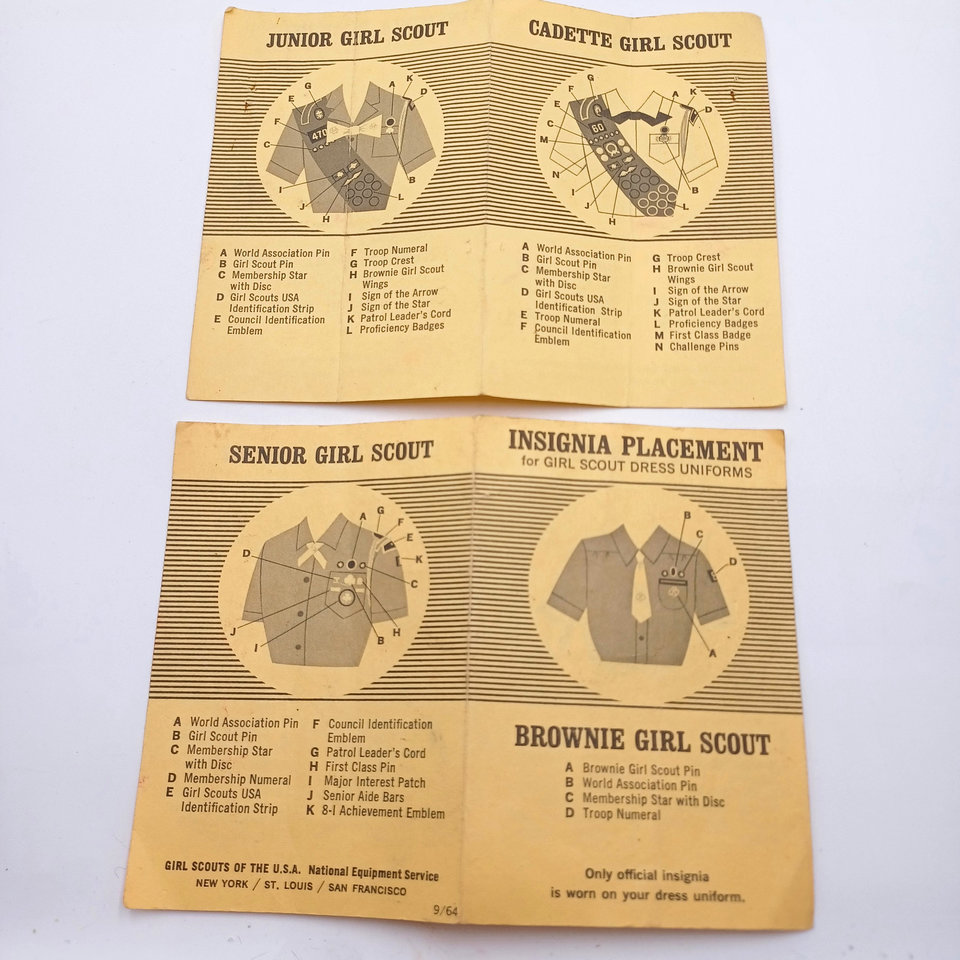 JUNIOR GIRL SCOUT
G
A
K
D
E
F
470
C
I
J
H
B
L
A World Association Pin
B Girl Scout Pin
C Membership Star
with Disc
D Girl Scouts USA
Identification Strip
E Council Identification
Emblem
F Troop Numeral
G Troop Crest
H Brownie Girl Scout
Wings
I Sign of the Arrow
J Sign of the Star
K Patrol Leader's Cord
L Proficiency Badges
CADETTE GIRL SCOUT
G
F
E
C
M
N
I
J
H
60
A
K
D
B
L
A World Association Pin
B Girl Scout Pin
C Membership Star
with Disc
D Girl Scouts USA
Identification Strip
E Troop Numeral
F Council Identification
Emblem
G Troop Crest
H Brownie Girl Scout
Wings
I Sign of the Arrow
J Sign of the Star
K Patrol Leader's Cord
L Proficiency Badges
M First Class Badge
N Challenge Pins
SENIOR GIRL SCOUT
A
G
F
E
D
K
C
J
I
B
H
A World Association Pin
B Girl Scout Pin
C Membership Star
with Disc
D Membership Numeral
E Girl Scouts USA
Identification Strip
F Council Identification
Emblem
G Patrol Leader's Cord
H First Class Pin
I Major Interest Patch
J Senior Aide Bars
K 8-I Achievement Emblem
GIRL SCOUTS OF THE U.S.A. National Equipment Service
NEW YORK / ST. LOUIS / SAN FRANCISCO
9/64
INSIGNIA PLACEMENT
for GIRL SCOUT DRESS UNIFORMS
B
C
D
A
BROWNIE GIRL SCOUT
A Brownie Girl Scout Pin
B World Association Pin
C Membership Star with Disc
D Troop Numeral
Only official insignia
is worn on your dress uniform.